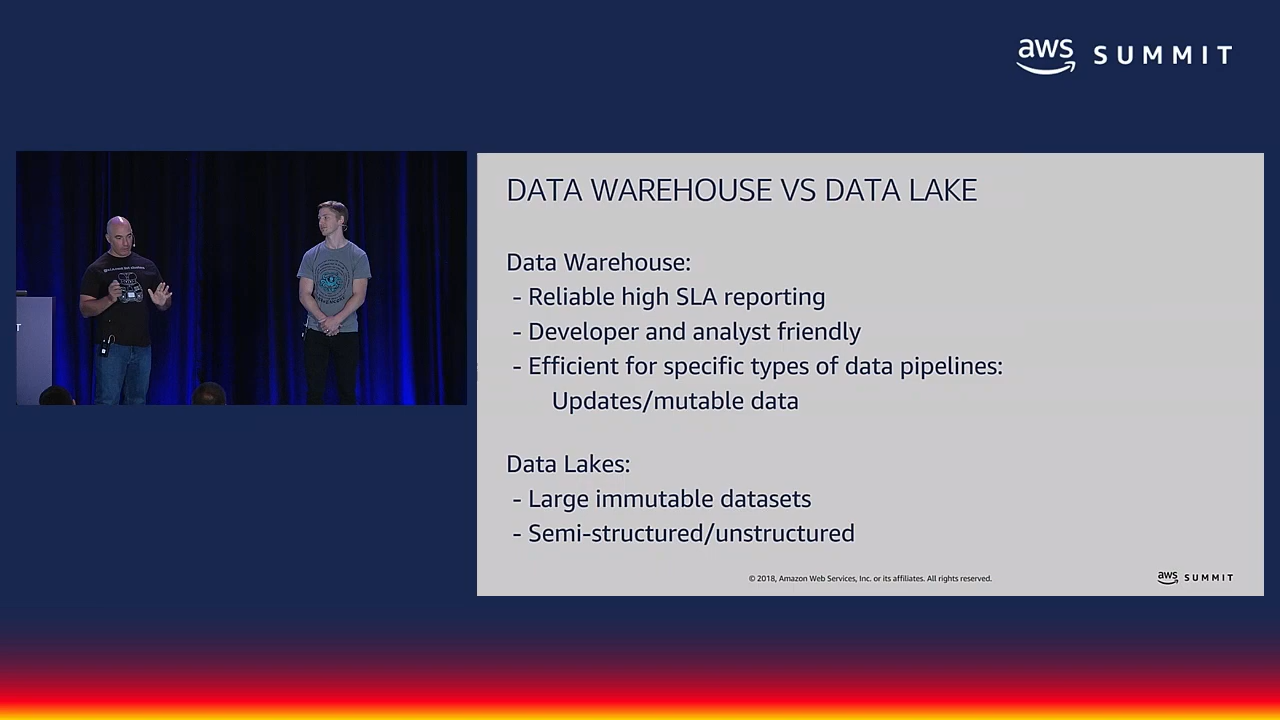 aws SUMMIT
T
DATA WAREHOUSE VS DATA LAKE
Data Warehouse:
- Reliable high SLA reporting
- Developer and analyst friendly
- Efficient for specific types of data pipelines:
Updates/mutable data
Data Lakes:
- Large immutable datasets
- Semi-structured/unstructured
© 2018, Amazon Web Services, Inc. or its affiliates. All rights reserved.
aws SUMMIT